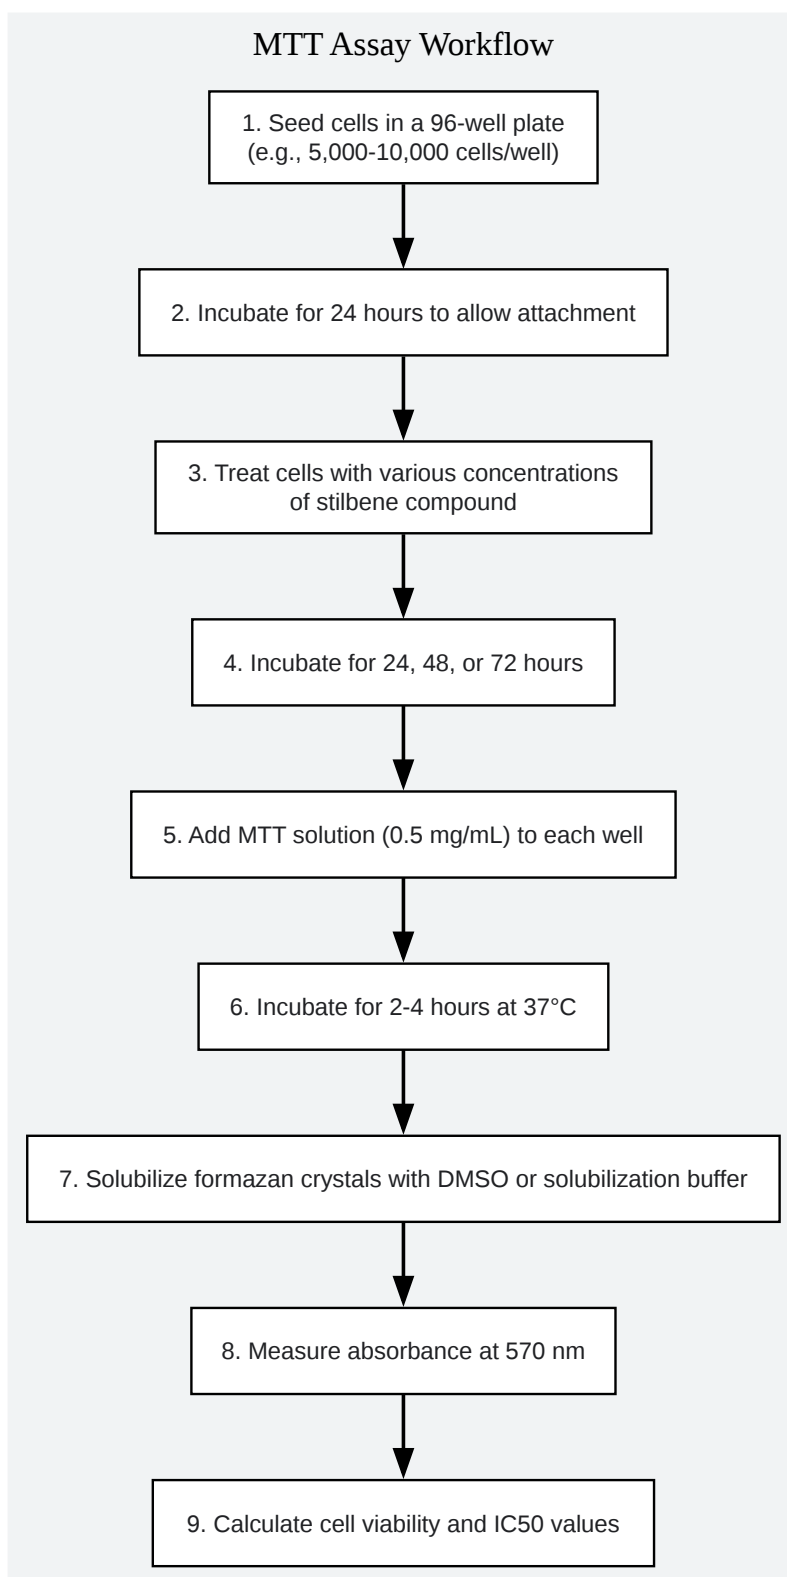 MTT Assay Workflow
1. Seed cells in a 96-well plate
(e.g., 5,000-10,000 cells/well)
2. Incubate for 24 hours to allow attachment
3. Treat cells with various concentrations
of stilbene compound
4. Incubate for 24, 48, or 72 hours
5. Add MTT solution (0.5 mg/mL) to each well
6. Incubate for 2-4 hours at 37°C
7. Solubilize formazan crystals with DMSO or solubilization buffer
8. Measure absorbance at 570 nm
9. Calculate cell viability and IC50 values